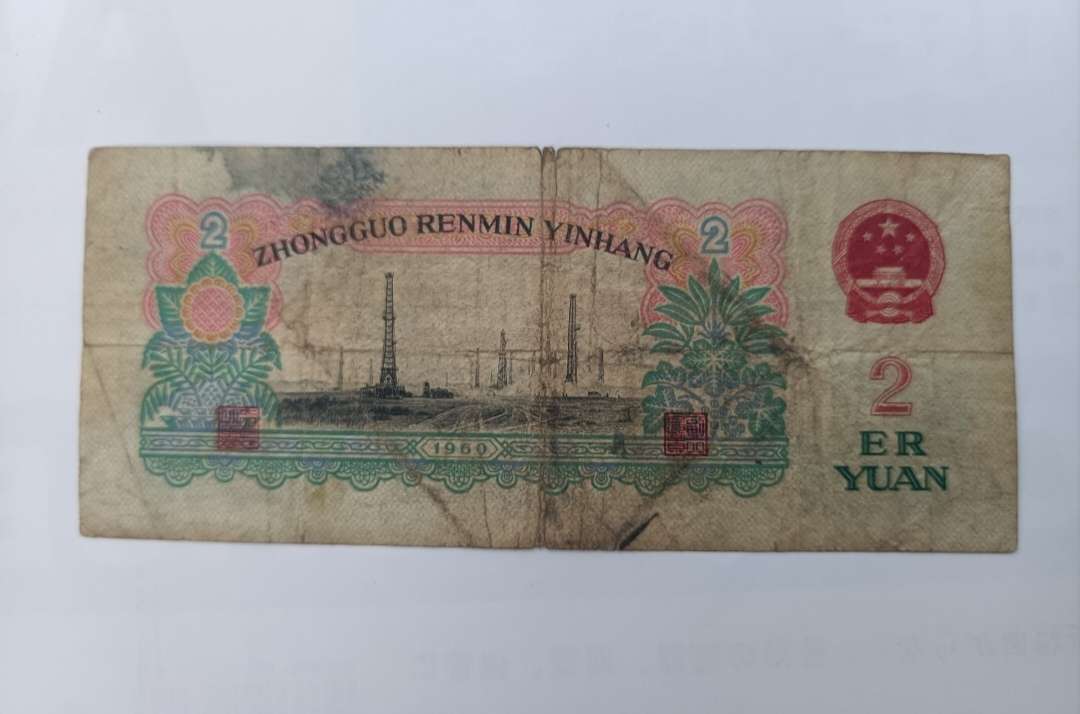 2
2
ZHONGGUO RENMIN YINHANG
1960
2
ER
YUAN